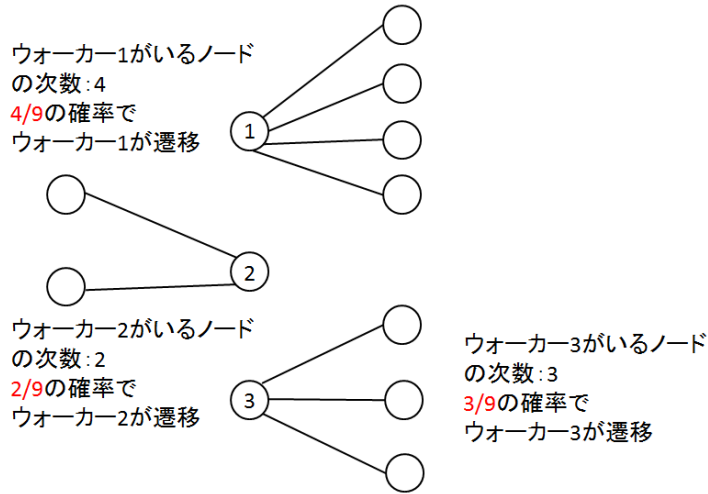 ウォーカー1がいるノード
の次数：4
4/9の確率で
ウォーカー1が遷移
1
2
ウォーカー2がいるノード
の次数：2
2/9の確率で
ウォーカー2が遷移
3
ウォーカー3がいるノード
の次数：3
3/9の確率で
ウォーカー3が遷移